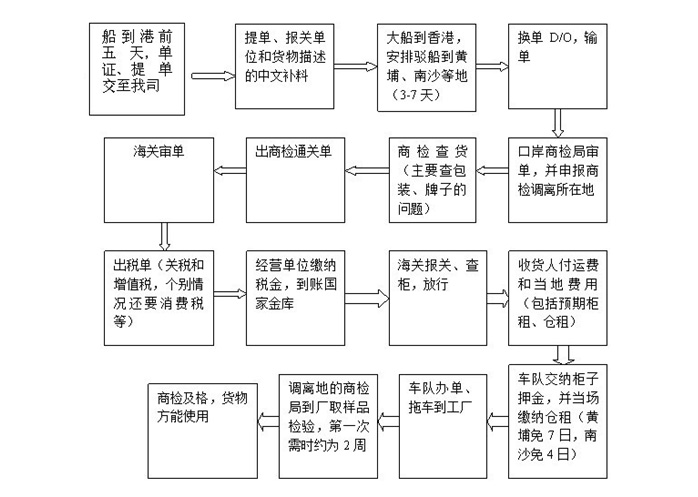 船到港前
五天，单
证、提单
交至我司
提单、报关单
位和货物描述
的中文补料
大船到香港，
安排驳船到黄
埔、南沙等地
（3-7天）
换单 D/O，输
单
口岸商检局审
单，并申报商
检调离所在地
商检查货
（主要查包
装、牌子的
问题）
出商检通关单
海关审单
出税单（关税和
增值税，个别情
况还要消费税
等）
经营单位缴纳
税金，到账国
家金库
海关报关、查
柜，放行
收货人付运费
和当地费用
（包括预期柜
租、仓租）
车队交纳柜子
押金，并当场
缴纳仓租（黄
埔免7日，南
沙免4日）
车队办单、
拖车到工厂
调离地的商检
局到厂取样品
检验，第一次
需时约为2周
商检及格，货物
方能使用